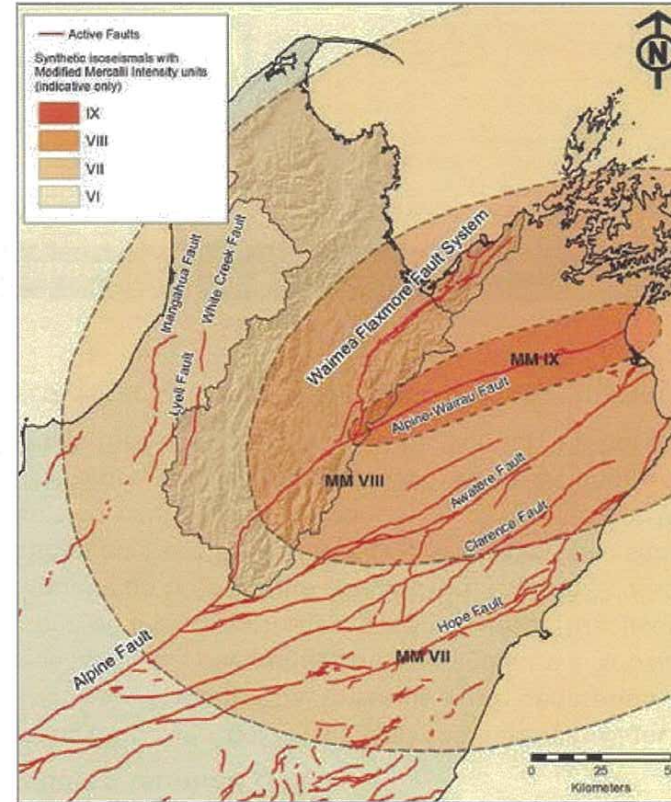 Active Faults
Synthetic isoseismals with
Modified Mercalli Intensity units
(indicative only)
IX
VIII
VII
VI
N
Inangahua Fault
White Creek Fault
Lyell Fault
Waimea Flaxmore Fault System
MM IX
Alpine-Wairau Fault
MM VIII
Awatere Fault
Clarence Fault
Hope Fault
Alpine Fault
MM VII
0 25 50
Kilometers